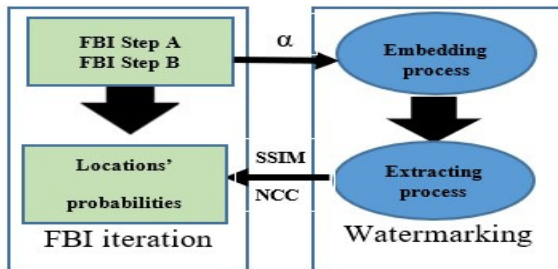 FBI Step A
FBI Step B
α
Embedding
process
Locations'
probabilities
SSIM
NCC
Extracting
process
FBI iteration
Watermarking